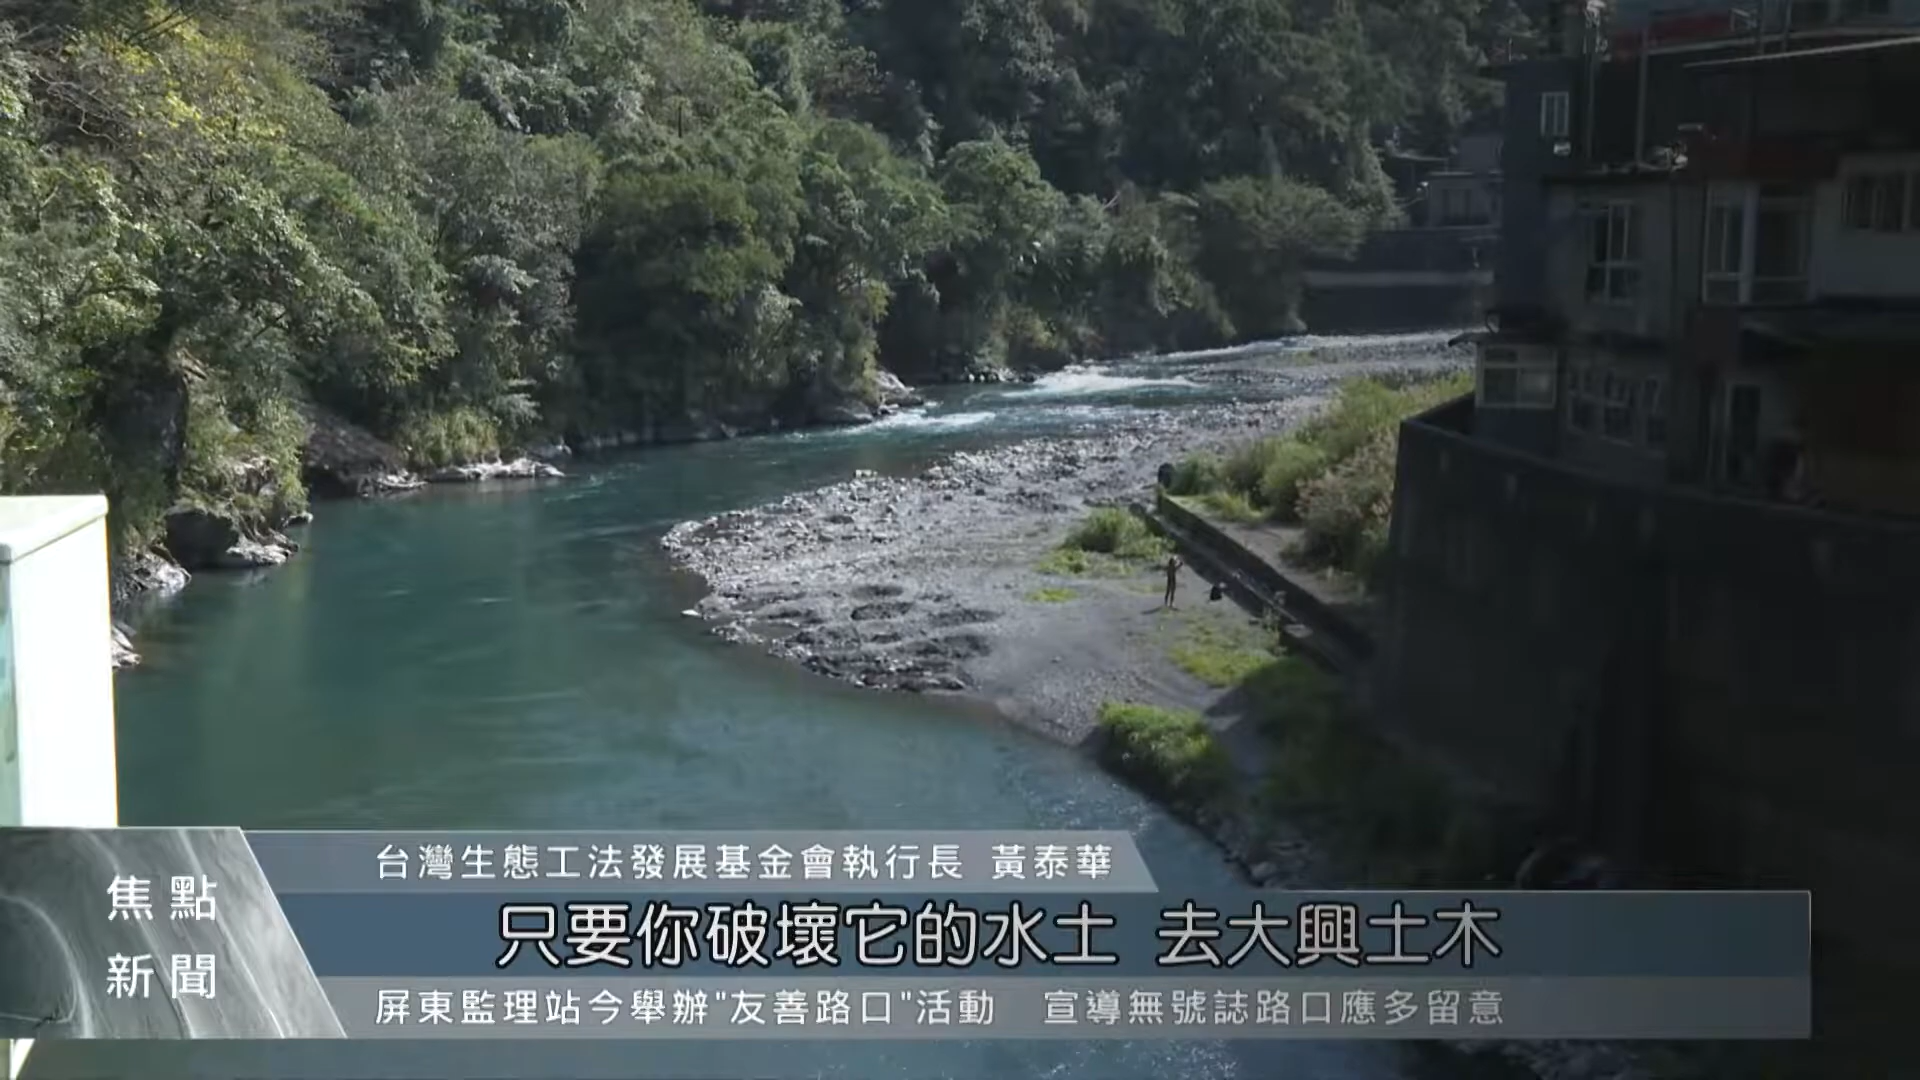 台灣生態工法發展基金會執行長 黃泰華
焦點
新聞
只要你破壞它的水土 去大興土木
屏東監理站今舉辦"友善路口"活動 宣導無號誌路口應多留意